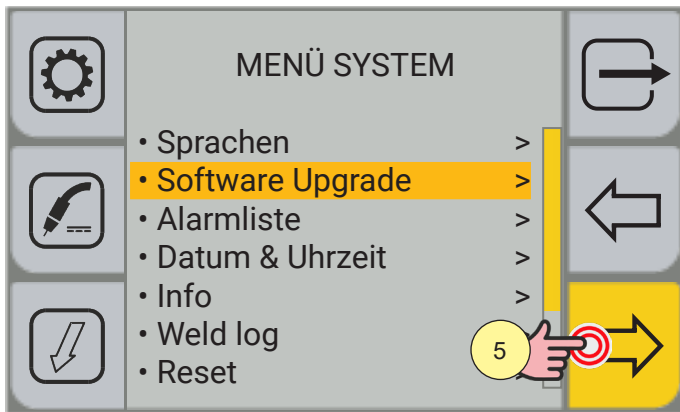 MENÜ SYSTEM
• Sprachen >
• Software Upgrade >
• Alarmliste >
• Datum & Uhrzeit >
• Info >
• Weld log
• Reset >
5